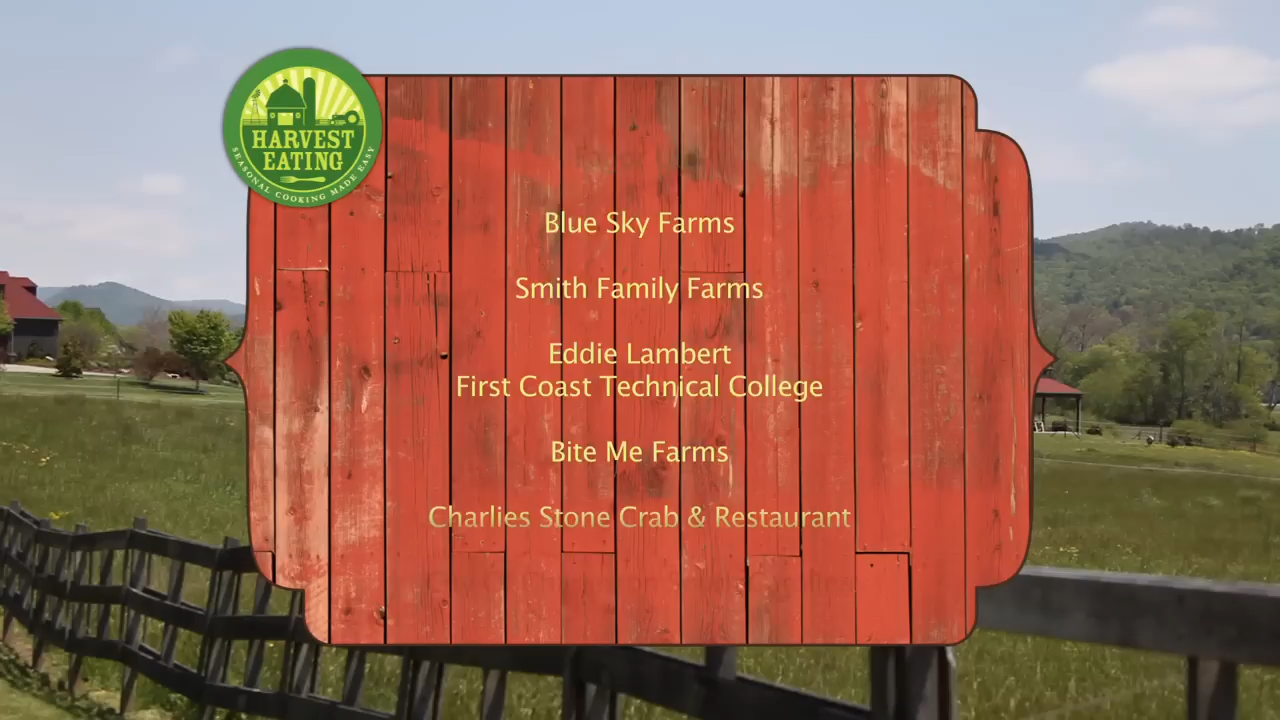 HARVEST
EATING
SEASONAL COOKING MADE EASY
Blue Sky Farms
Smith Family Farms
Eddie Lambert
First Coast Technical College
Bite Me Farms
Charlies Stone Crab & Restaurant